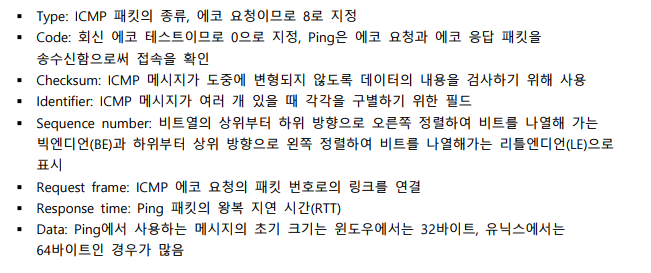 ▪ Type: ICMP 패킷의 종류, 에코 요청이므로 8로 지정
▪ Code: 회신 에코 테스트이므로 0으로 지정, Ping은 에코 요청과 에코 응답 패킷을
송수신함으로써 접속을 확인
▪ Checksum: ICMP 메시지가 도중에 변형되지 않도록 데이터의 내용을 검사하기 위해 사용
▪ Identifier: ICMP 메시지가 여러 개 있을 때 각각을 구별하기 위한 필드
▪ Sequence number: 비트열의 상위부터 하위 방향으로 오른쪽 정렬하여 비트를 나열해 가는
빅엔디언(BE)과 하위부터 상위 방향으로 왼쪽 정렬하여 비트를 나열해가는 리틀엔디언(LE)으로
표시
▪ Request frame: ICMP 에코 요청의 패킷 번호로의 링크를 연결
▪ Response time: Ping 패킷의 왕복 지연 시간(RTT)
▪ Data: Ping에서 사용하는 메시지의 초기 크기는 윈도우에서는 32바이트, 유닉스에서는
64바이트인 경우가 많음